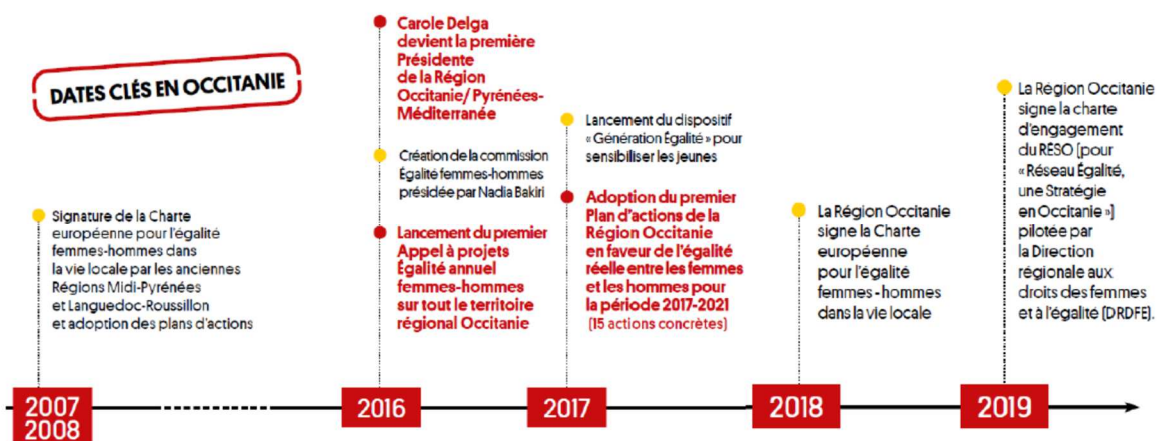 DATES CLÉS EN OCCITANIE
Signature de la Charte
européenne pour l'égalité
femmes-hommes dans
la vie locale par les anciennes
Régions Midi-Pyrénées
et Languedoc-Roussillon
et adoption des plans d'actions
2007
2008
Carole Delga
devient la première
Présidente
de la Région
Occitanie/ Pyrénées-
Méditerranée
Création de la commission
Égalité femmes-hommes
présidée par Nadia Bakiri
Lancement du premier
Appel à projets
Égalité annuel
femmes-hommes
sur tout le territoire
régional Occitanie
2016
Lancement du dispositif
« Génération Égalité » pour
sensibiliser les jeunes
Adoption du premier
Plan d'actions de la
Région Occitanie
en faveur de l'égalité
réelle entre les femmes
et les hommes pour
la période 2017-2021
(15 actions concrètes)
2017
La Région Occitanie
signe la Charte
européenne
pour l'égalité
femmes - hommes
dans la vie locale
2018
La Région Occitanie
signe la charte
d'engagement
du RÉSO [pour
« Réseau Égalité,
une Stratégie
en Occitanie »]
pilotée par
la Direction
régionale aux
droits des femmes
et à l'égalité (DRDFE).
2019